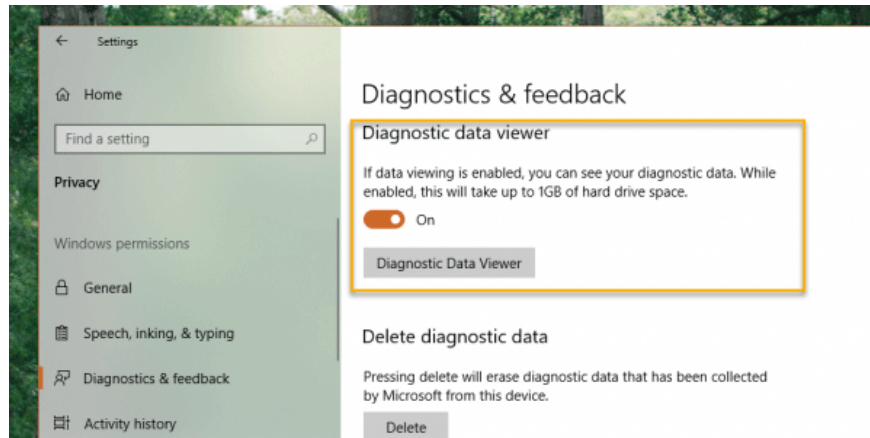 Settings
Home
Find a setting
Privacy
Windows permissions
General
Speech, inking, & typing
Diagnostics & feedback
Activity history
Diagnostics & feedback
Diagnostic data viewer
If data viewing is enabled, you can see your diagnostic data. While
enabled, this will take up to 1GB of hard drive space.
On
Diagnostic Data Viewer
Delete diagnostic data
Pressing delete will erase diagnostic data that has been collected
by Microsoft from this device.
Delete